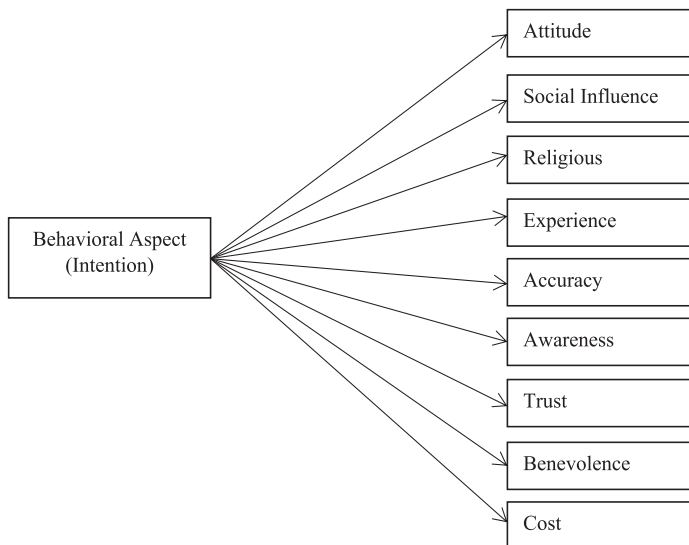 Attitude
Social Influence
Religious
Behavioral Aspect
(Intention)
Experience
Accuracy
Awareness
Trust
Benevolence
Cost